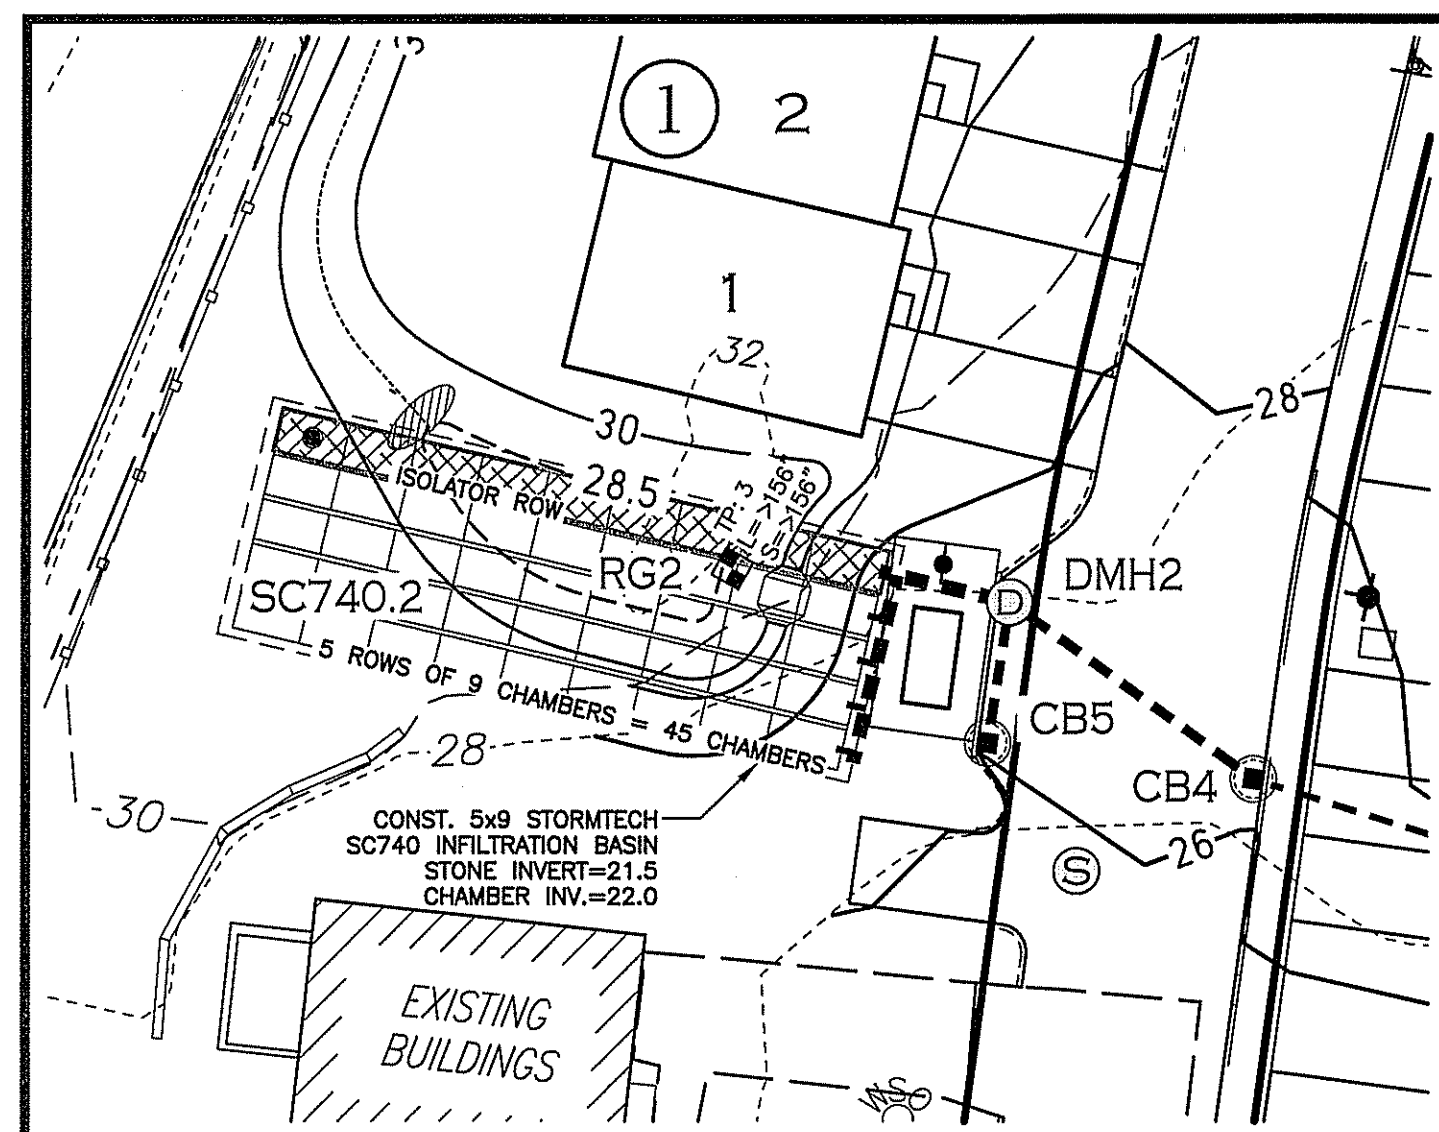 1 2
1
32
28
30
28.5
TP.3
ISOLATOR ROW
S=>156"
RG2
DMH2
D
SC740.2
5 ROWS OF 9 CHAMBERS = 45 CHAMBERS
CB5
28
CB4
30
CONST. 5x9 STORMTECH
SC740 INFILTRATION BASIN
STONE INVERT=21.5
CHAMBER INV.=22.0
26
S
EXISTING
BUILDINGS
WSO